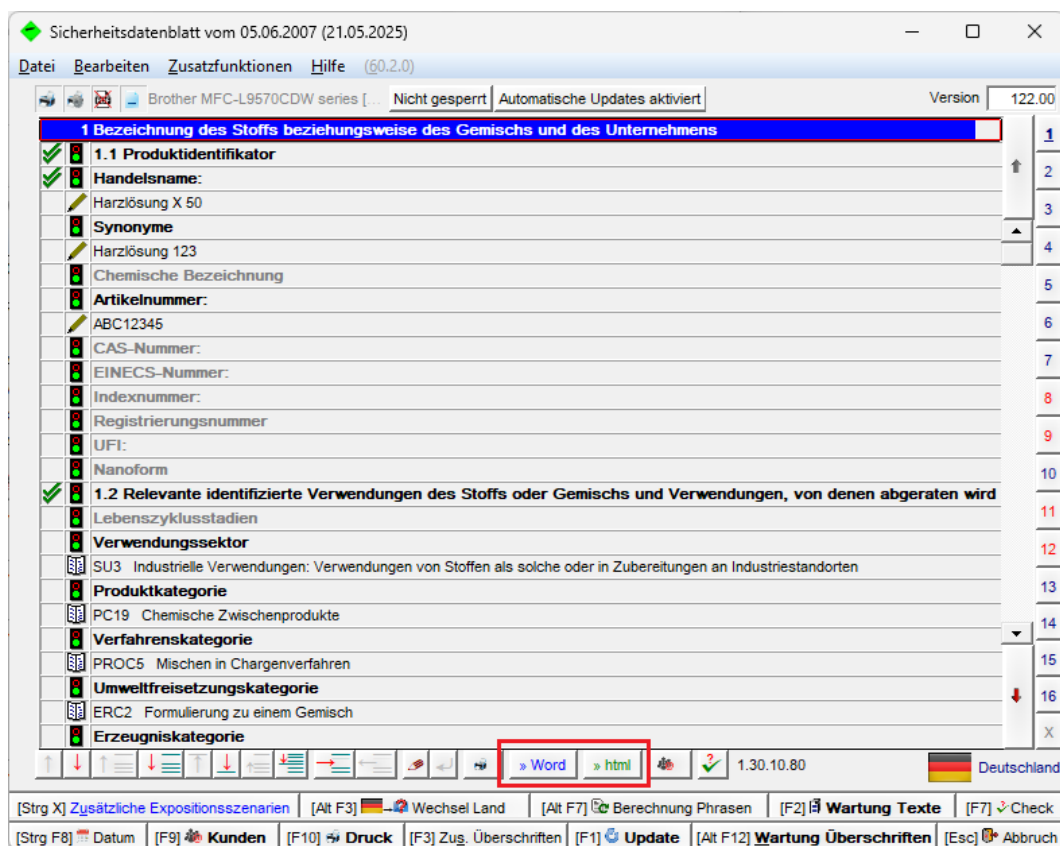 Sicherheitsdatenblatt vom 05.06.2007 (21.05.2025)
Datei Bearbeiten Zusatzfunktionen Hilfe (60.2.0)
Brother MFC-L9570CDW series [... Nicht gesperrt Automatische Updates aktiviert Version 122.00
1 Bezeichnung des Stoffs beziehungsweise des Gemischs und des Unternehmens
1.1 Produktidentifikator
Handelsname:
Harzlösung X 50
Synonyme
Harzlösung 123
Chemische Bezeichnung
Artikelnummer:
ABC12345
CAS-Nummer:
EINECS-Nummer:
Indexnummer:
Registrierungsnummer
UFI:
Nanoform
1.2 Relevante identifizierte Verwendungen des Stoffs oder Gemischs und Verwendungen, von denen abgeraten wird
Lebenszyklusstadien
Verwendungssektor
SU3 Industrielle Verwendungen: Verwendungen von Stoffen als solche oder in Zubereitungen an Industriestandorten
Produktkategorie
PC19 Chemische Zwischenprodukte
Verfahrenskategorie
PROC5 Mischen in Chargenverfahren
Umweltfreisetzungskategorie
ERC2 Formulierung zu einem Gemisch
Erzeugniskategorie
1
2
3
4
5
6
7
8
9
10
11
12
13
14
15
16
X
» Word » html 1.30.10.80 Deutschland
[Strg X] Zusätzliche Expositionsszenarien [Alt F3] Wechsel Land [Alt F7] Berechnung Phrasen [F2] Wartung Texte [F7] Check
[Strg F8] Datum [F9] Kunden [F10] Druck [F3] Zus. Überschriften [F1] Update [Alt F12] Wartung Überschriften [Esc] Abbruch